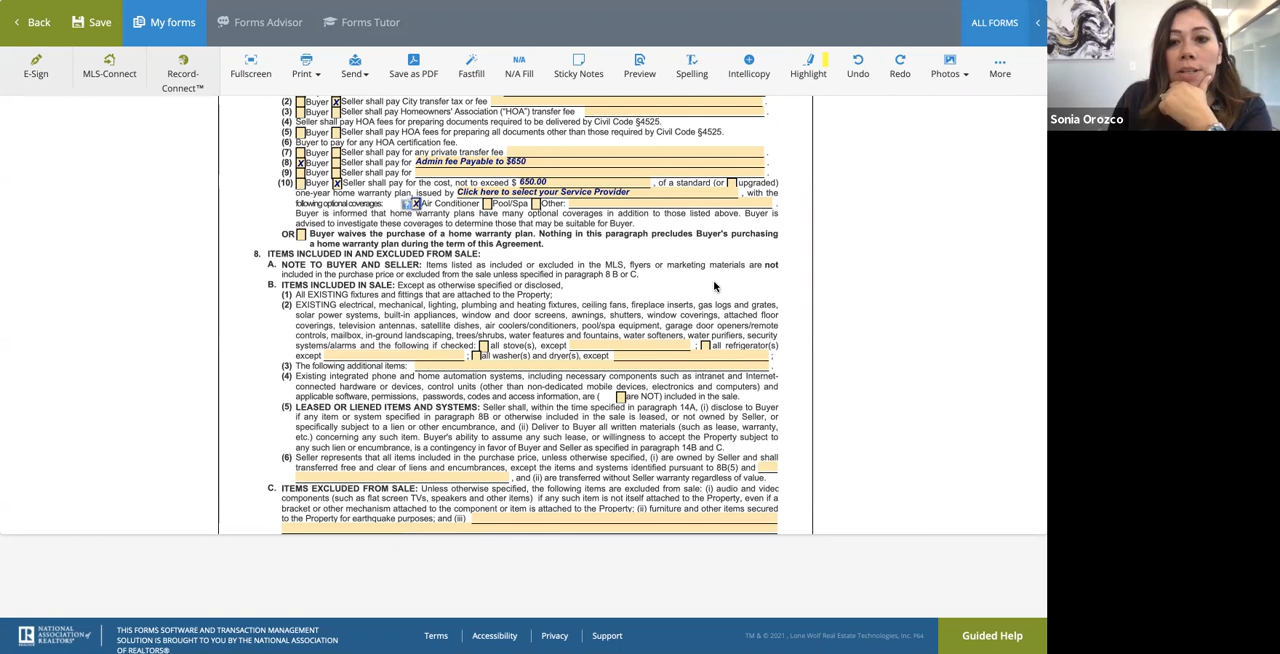 Back
Save
My forms
Forms Advisor
Forms Tutor
ALL FORMS
E-Sign
MLS-Connect
Record-
Connect™
Fullscreen
Print
Send
Save as PDF
Fastfill
N/A
N/A Fill
Sticky Notes
Preview
Spelling
Intellicopy
Highlight
Undo
Redo
Photos
More
Sonia Orozco
(2) Buyer X Seller shall pay City transfer tax or fee .
(3) Buyer Seller shall pay Homeowners' Association ("HOA") transfer fee .
(4) Seller shall pay HOA fees for preparing documents required to be delivered by Civil Code §4525.
(5) Buyer Seller shall pay HOA fees for preparing all documents other than those required by Civil Code §4525.
(6) Buyer to pay for any HOA certification fee.
(7) Buyer Seller shall pay for any private transfer fee .
(8) X Buyer Seller shall pay for Admin fee Payable to $650 .
(9) Buyer Seller shall pay for .
(10) Buyer X Seller shall pay for the cost, not to exceed $ 650.00 , of a standard (or upgraded)
one-year home warranty plan, issued by Click here to select your Service Provider , with the
following optional coverages: X Air Conditioner Pool/Spa Other: .
Buyer is informed that home warranty plans have many optional coverages in addition to those listed above. Buyer is
advised to investigate these coverages to determine those that may be suitable for Buyer.
OR Buyer waives the purchase of a home warranty plan. Nothing in this paragraph precludes Buyer's purchasing
a home warranty plan during the term of this Agreement.
8. ITEMS INCLUDED IN AND EXCLUDED FROM SALE:
A. NOTE TO BUYER AND SELLER: Items listed as included or excluded in the MLS, flyers or marketing materials are not
included in the purchase price or excluded from the sale unless specified in paragraph 8 B or C.
B. ITEMS INCLUDED IN SALE: Except as otherwise specified or disclosed,
(1) All EXISTING fixtures and fittings that are attached to the Property;
(2) EXISTING electrical, mechanical, lighting, plumbing and heating fixtures, ceiling fans, fireplace inserts, gas logs and grates,
solar power systems, built-in appliances, window and door screens, awnings, shutters, window coverings, attached floor
coverings, television antennas, satellite dishes, air coolers/conditioners, pool/spa equipment, garage door openers/remote
controls, mailbox, in-ground landscaping, trees/shrubs, water features and fountains, water softeners, water purifiers, security
systems/alarms and the following if checked: all stove(s), except ; all refrigerator(s)
except ; all washer(s) and dryer(s), except ;
(3) The following additional items: .
(4) Existing integrated phone and home automation systems, including necessary components such as intranet and Internet-
connected hardware or devices, control units (other than non-dedicated mobile devices, electronics and computers) and
applicable software, permissions, passwords, codes and access information, are ( are NOT) included in the sale.
(5) LEASED OR LIENED ITEMS AND SYSTEMS: Seller shall, within the time specified in paragraph 14A, (i) disclose to Buyer
if any item or system specified in paragraph 8B or otherwise included in the sale is leased, or not owned by Seller, or
specifically subject to a lien or other encumbrance, and (ii) Deliver to Buyer all written materials (such as lease, warranty,
etc.) concerning any such item. Buyer's ability to assume any such lease, or willingness to accept the Property subject to
any such lien or encumbrance, is a contingency in favor of Buyer and Seller as specified in paragraph 14B and C.
(6) Seller represents that all items included in the purchase price, unless otherwise specified, (i) are owned by Seller and shall
transferred free and clear of liens and encumbrances, except the items and systems identified pursuant to 8B(5) and
, and (ii) are transferred without Seller warranty regardless of value.
C. ITEMS EXCLUDED FROM SALE: Unless otherwise specified, the following items are excluded from sale: (i) audio and video
components (such as flat screen TVs, speakers and other items) if any such item is not itself attached to the Property, even if a
bracket or other mechanism attached to the component or item is attached to the Property; (ii) furniture and other items secured
to the Property for earthquake purposes; and (iii)
NATIONAL
ASSOCIATION
OF REALTORS®
THIS FORMS SOFTWARE AND TRANSACTION MANAGEMENT
SOLUTION IS BROUGHT TO YOU BY THE NATIONAL ASSOCIATION
OF REALTORS®
Terms
Accessibility
Privacy
Support
TM & © 2021 , Lone Wolf Real Estate Technologies, Inc. P64
Guided Help